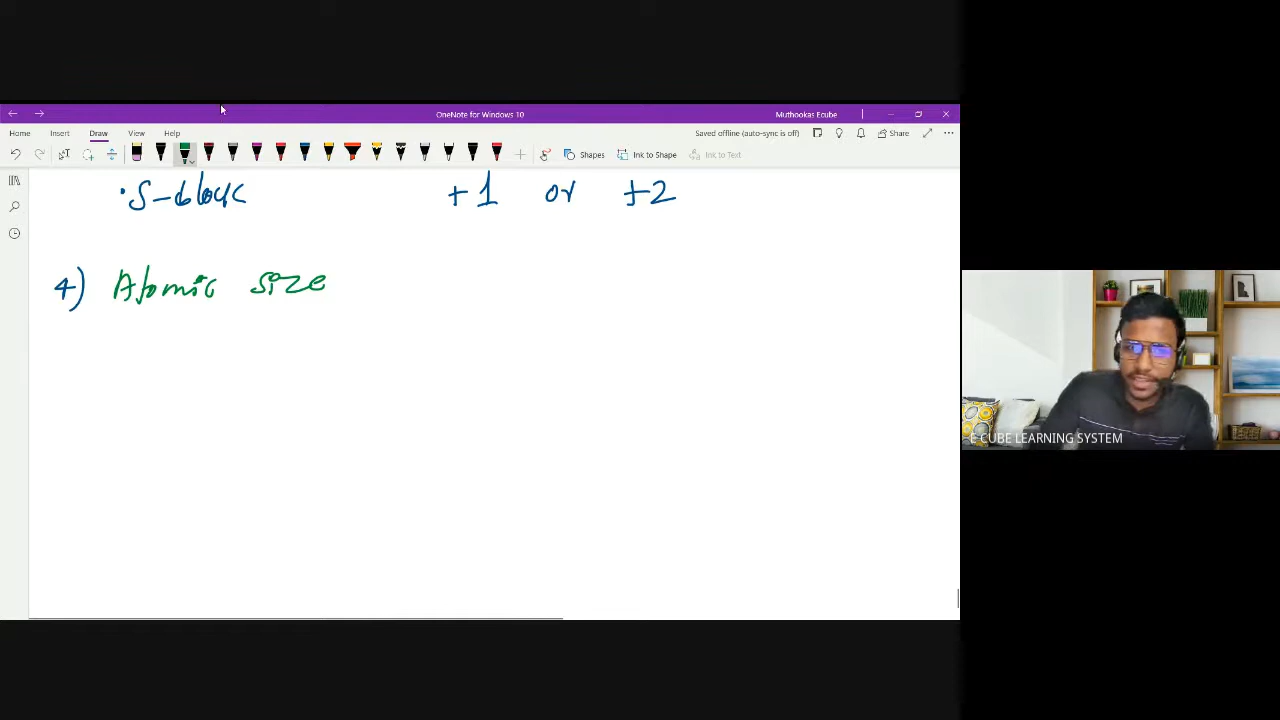 OneNote for Windows 10
Muthookas Ecube
Home Insert Draw View Help
Saved offline (auto-sync is off)
Share
Shapes
Ink to Shape
Ink to Text
• S-block +1 or +2
4) Atomic size
E CUBE LEARNING SYSTEM